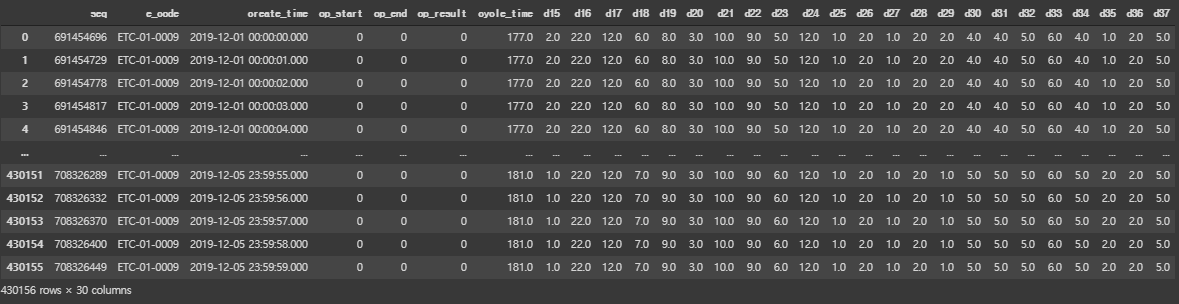 seq e_code create_time op_start op_end op_result cycle_time d15 d16 d17 d18 d19 d20 d21 d22 d23 d24 d25 d26 d27 d28 d29 d30 d31 d32 d33 d34 d35 d36 d37
0 691454696 ETC-01-0009 2019-12-01 00:00:00.000 0 0 0 177.0 2.0 22.0 12.0 6.0 8.0 3.0 10.0 9.0 5.0 12.0 1.0 2.0 1.0 2.0 2.0 4.0 4.0 5.0 6.0 4.0 1.0 2.0 5.0
1 691454729 ETC-01-0009 2019-12-01 00:00:01.000 0 0 0 177.0 2.0 22.0 12.0 6.0 8.0 3.0 10.0 9.0 5.0 12.0 1.0 2.0 1.0 2.0 2.0 4.0 4.0 5.0 6.0 4.0 1.0 2.0 5.0
2 691454778 ETC-01-0009 2019-12-01 00:00:02.000 0 0 0 177.0 2.0 22.0 12.0 6.0 8.0 3.0 10.0 9.0 5.0 12.0 1.0 2.0 1.0 2.0 2.0 4.0 4.0 5.0 6.0 4.0 1.0 2.0 5.0
3 691454817 ETC-01-0009 2019-12-01 00:00:03.000 0 0 0 177.0 2.0 22.0 12.0 6.0 8.0 3.0 10.0 9.0 5.0 12.0 1.0 2.0 1.0 2.0 2.0 4.0 4.0 5.0 6.0 4.0 1.0 2.0 5.0
4 691454846 ETC-01-0009 2019-12-01 00:00:04.000 0 0 0 177.0 2.0 22.0 12.0 6.0 8.0 3.0 10.0 9.0 5.0 12.0 1.0 2.0 1.0 2.0 2.0 4.0 4.0 5.0 6.0 4.0 1.0 2.0 5.0
... ... ... ... ... ... ... ... ... ... ... ... ... ... ... ... ... ... ... ... ... ... ... ... ... ... ... ... ... ... ...
430151 708326289 ETC-01-0009 2019-12-05 23:59:55.000 0 0 0 181.0 1.0 22.0 12.0 7.0 9.0 3.0 10.0 9.0 6.0 12.0 1.0 2.0 1.0 2.0 1.0 5.0 5.0 5.0 6.0 5.0 2.0 2.0 5.0
430152 708326332 ETC-01-0009 2019-12-05 23:59:56.000 0 0 0 181.0 1.0 22.0 12.0 7.0 9.0 3.0 10.0 9.0 6.0 12.0 1.0 2.0 1.0 2.0 1.0 5.0 5.0 5.0 6.0 5.0 2.0 2.0 5.0
430153 708326370 ETC-01-0009 2019-12-05 23:59:57.000 0 0 0 181.0 1.0 22.0 12.0 7.0 9.0 3.0 10.0 9.0 6.0 12.0 1.0 2.0 1.0 2.0 1.0 5.0 5.0 5.0 6.0 5.0 2.0 2.0 5.0
430154 708326400 ETC-01-0009 2019-12-05 23:59:58.000 0 0 0 181.0 1.0 22.0 12.0 7.0 9.0 3.0 10.0 9.0 6.0 12.0 1.0 2.0 1.0 2.0 1.0 5.0 5.0 5.0 6.0 5.0 2.0 2.0 5.0
430155 708326449 ETC-01-0009 2019-12-05 23:59:59.000 0 0 0 181.0 1.0 22.0 12.0 7.0 9.0 3.0 10.0 9.0 6.0 12.0 1.0 2.0 1.0 2.0 1.0 5.0 5.0 5.0 6.0 5.0 2.0 2.0 5.0
430156 rows × 30 columns